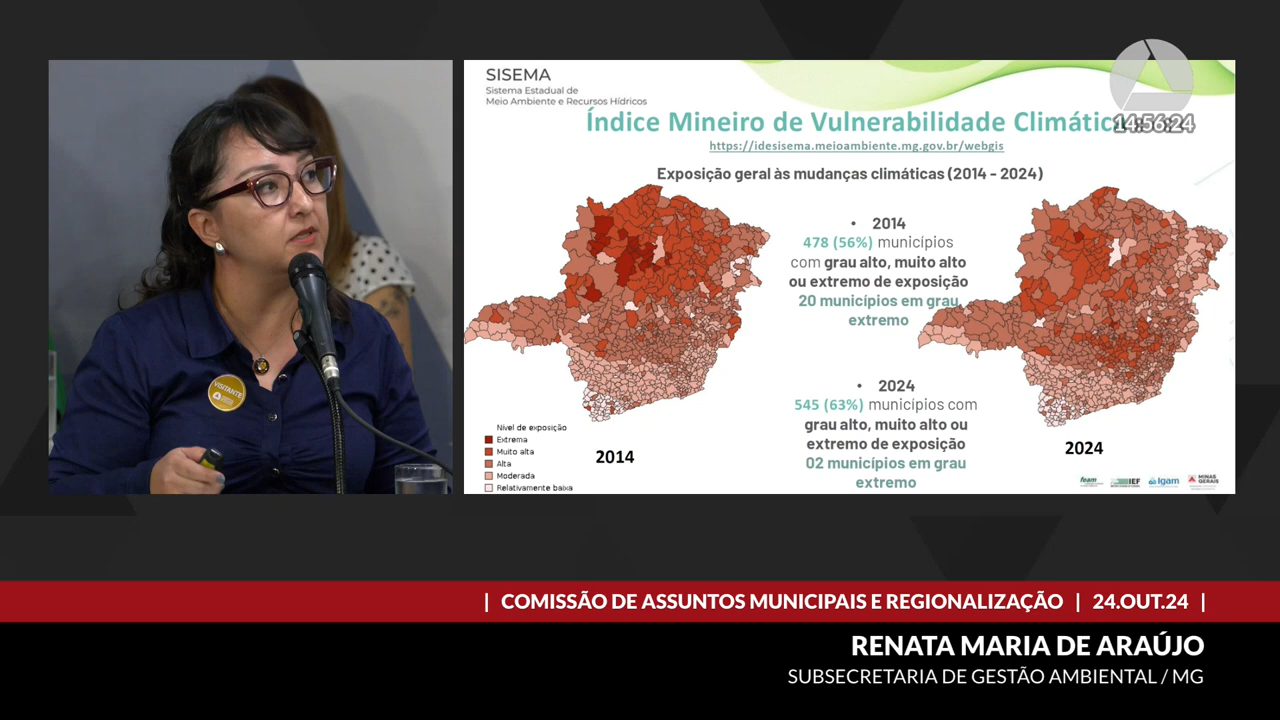 SISEMA
Sistema Estadual de
Meio Ambiente e Recursos Hídricos
14:56:24
Índice Mineiro de Vulnerabilidade Climátic
https://idesisema.meioambiente.mg.gov.br/webgis
Exposição geral às mudanças climáticas (2014 - 2024)
• 2014
478 (56%) municípios
com grau alto, muito alto
ou extremo de exposição
20 municípios em grau
extremo
• 2024
545 (63%) municípios com
grau alto, muito alto ou
extremo de exposição
02 municípios em grau
extremo
Nível de exposição
Extrema
Muito alta
Alta
Moderada
Relativamente baixa
2014
2024
feam
IEF
Igam
MINAS
GERAIS
VISITANTE
| COMISSÃO DE ASSUNTOS MUNICIPAIS E REGIONALIZAÇÃO | 24.OUT.24 |
RENATA MARIA DE ARAÚJO
SUBSECRETARIA DE GESTÃO AMBIENTAL / MG